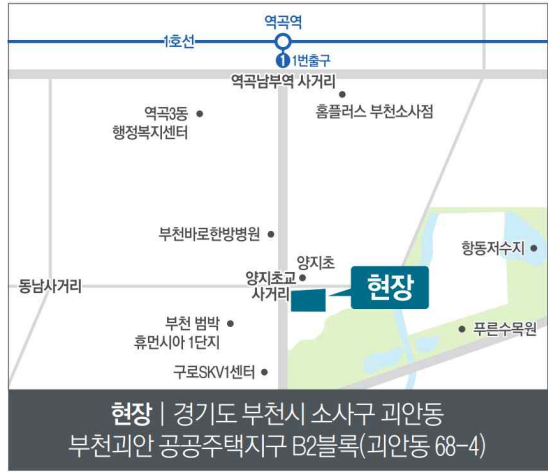 역곡역
1호선
1 1번출구
역곡남부역 사거리
홈플러스 부천소사점
역곡3동
행정복지센터
부천바로한방병원
양지초
항동저수지
동남사거리
양지초교
사거리
현장
부천 범박
휴먼시아 1단지
푸른수목원
구로SKV1센터
현장 | 경기도 부천시 소사구 괴안동
부천괴안 공공주택지구 B2블록(괴안동 68-4)